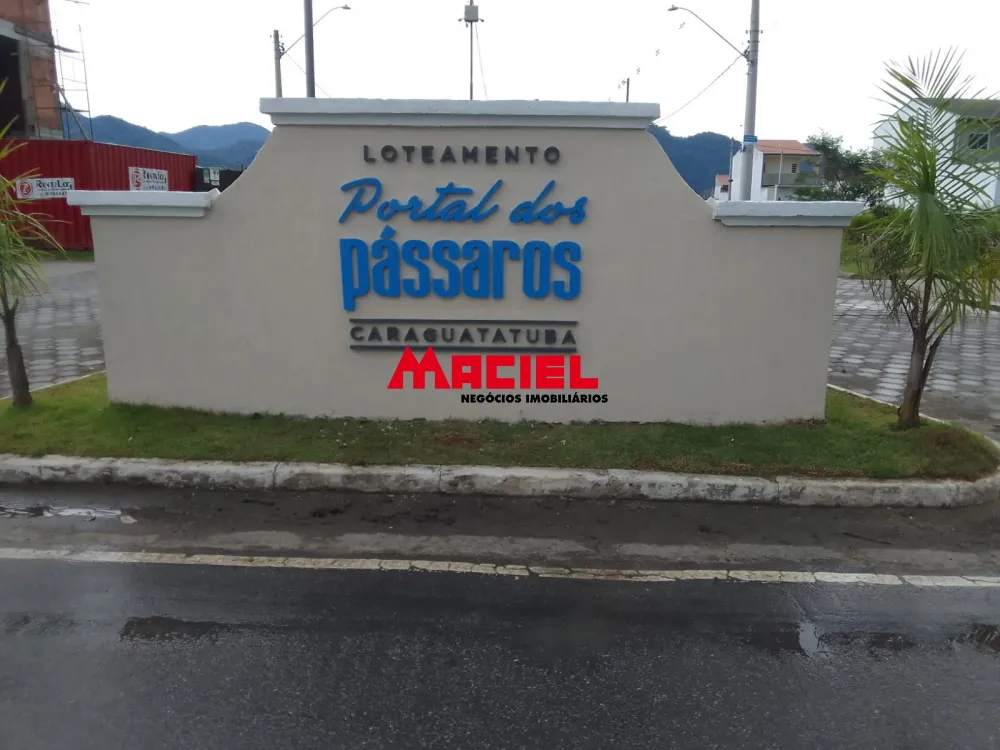 LOTEAMENTO
Portal dos
pássaros
CARAGUATATUBA
MACIEL
NEGÓCIOS IMOBILIÁRIOS